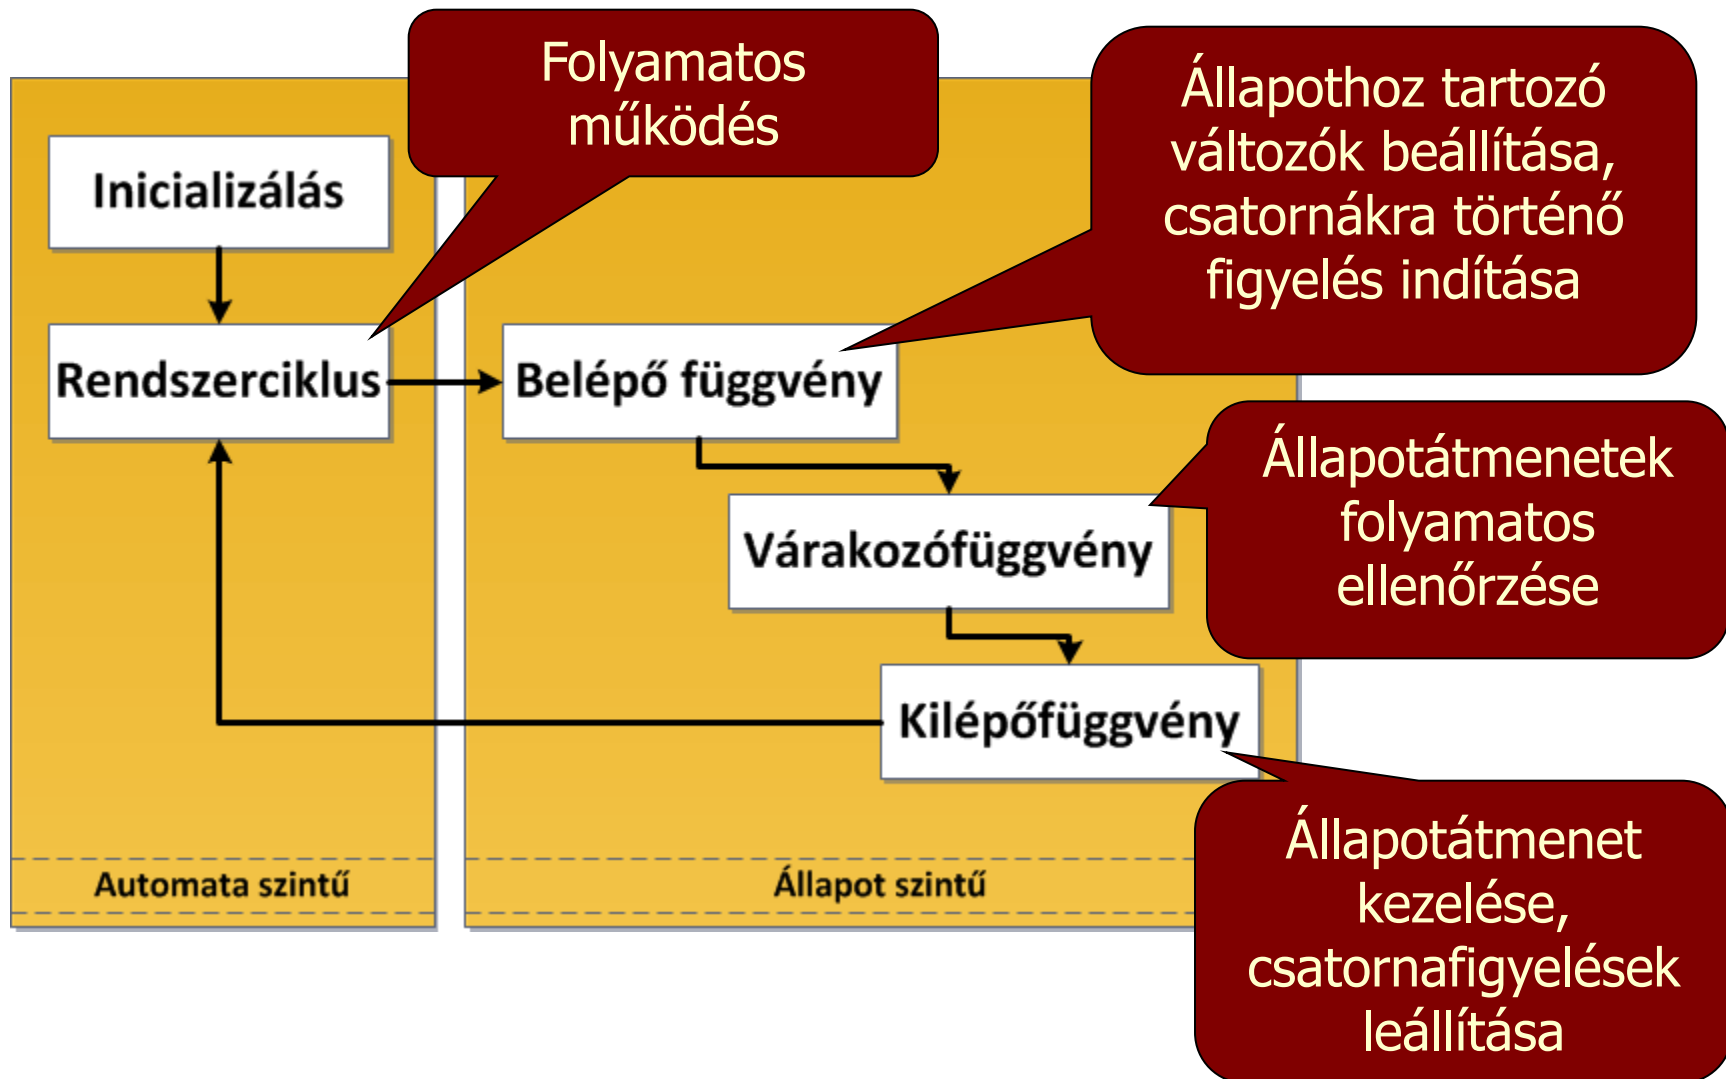 Folyamatos
működés
Állapothoz tartozó
változók beállítása,
csatornákra történő
figyelés indítása
Inicializálás
Rendszerciklus
Belépő függvény
Állapotátmenetek
folyamatos
ellenőrzése
Várakozófüggvény
Kilépőfüggvény
Állapotátmenet
kezelése,
csatornafigyelések
leállítása
Automata szintű
Állapot szintű